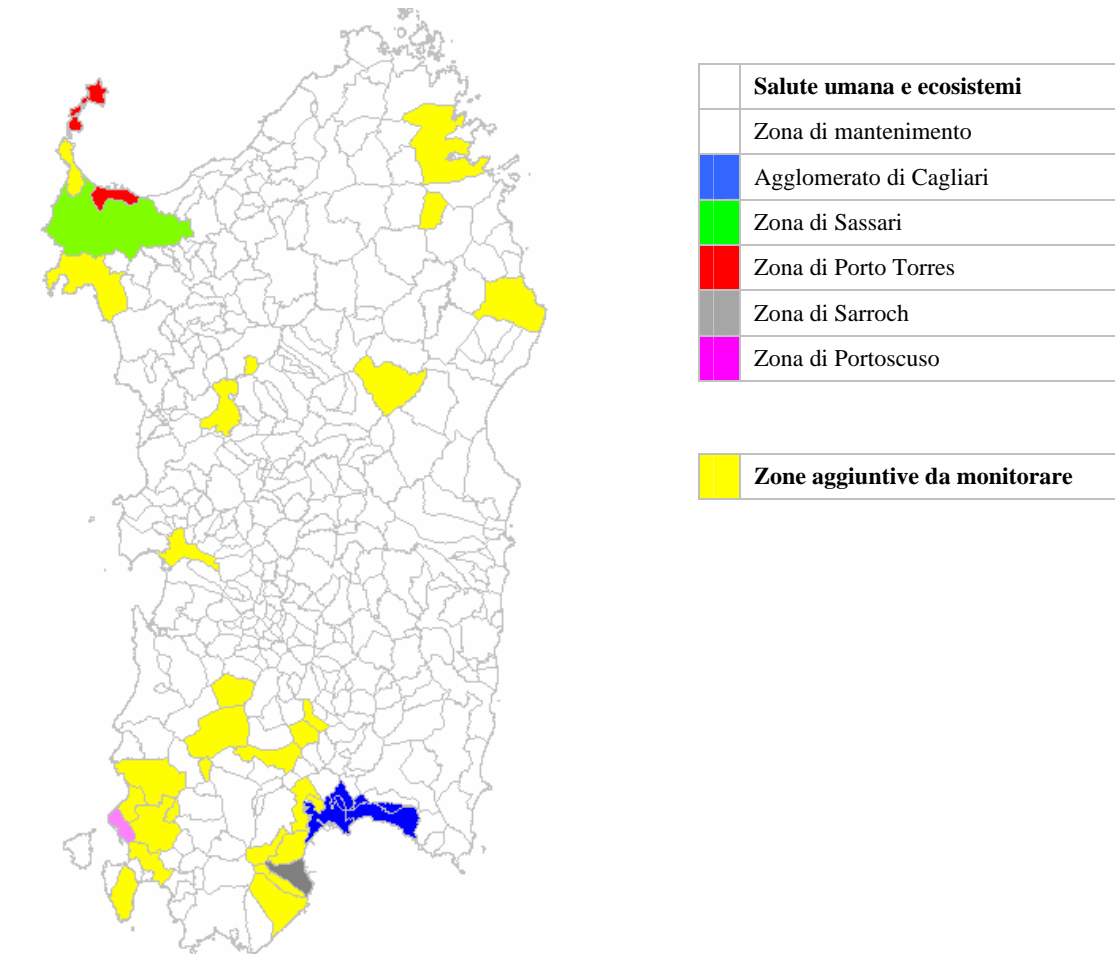 Salute umana e ecosistemi
Zona di mantenimento
Agglomerato di Cagliari
Zona di Sassari
Zona di Porto Torres
Zona di Sarroch
Zona di Portoscuso
Zone aggiuntive da monitorare